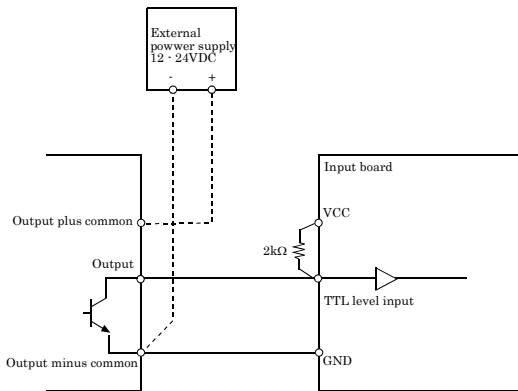 External
powwer supply
12 - 24VDC
- +
Input board
VCC
Output plus common
2kΩ
Output
TTL level input
Output minus common
GND